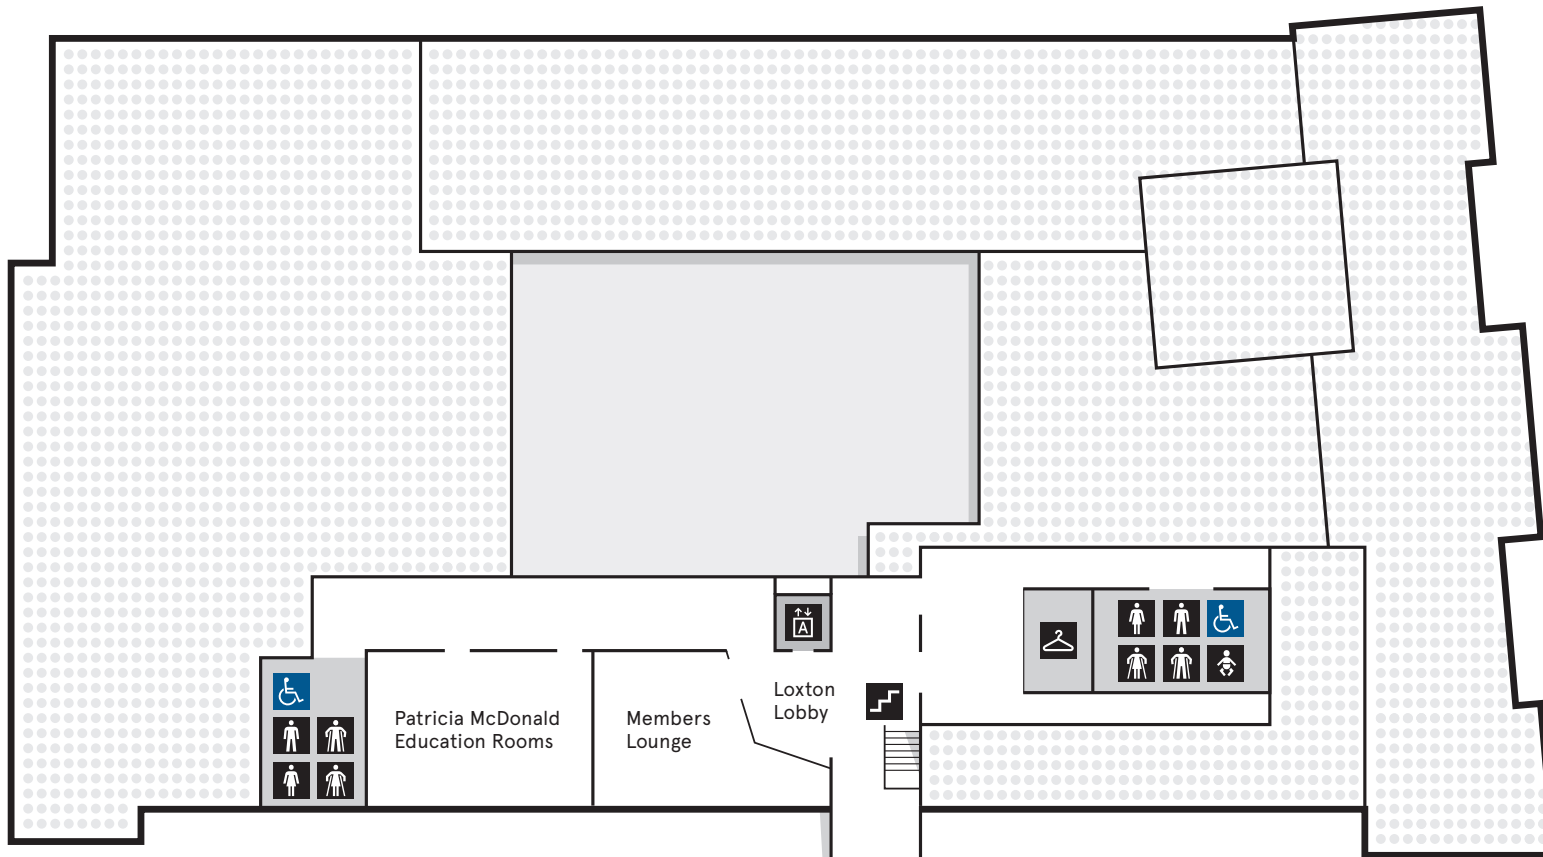 A
Patricia McDonald
Education Rooms
Members
Lounge
Loxton
Lobby